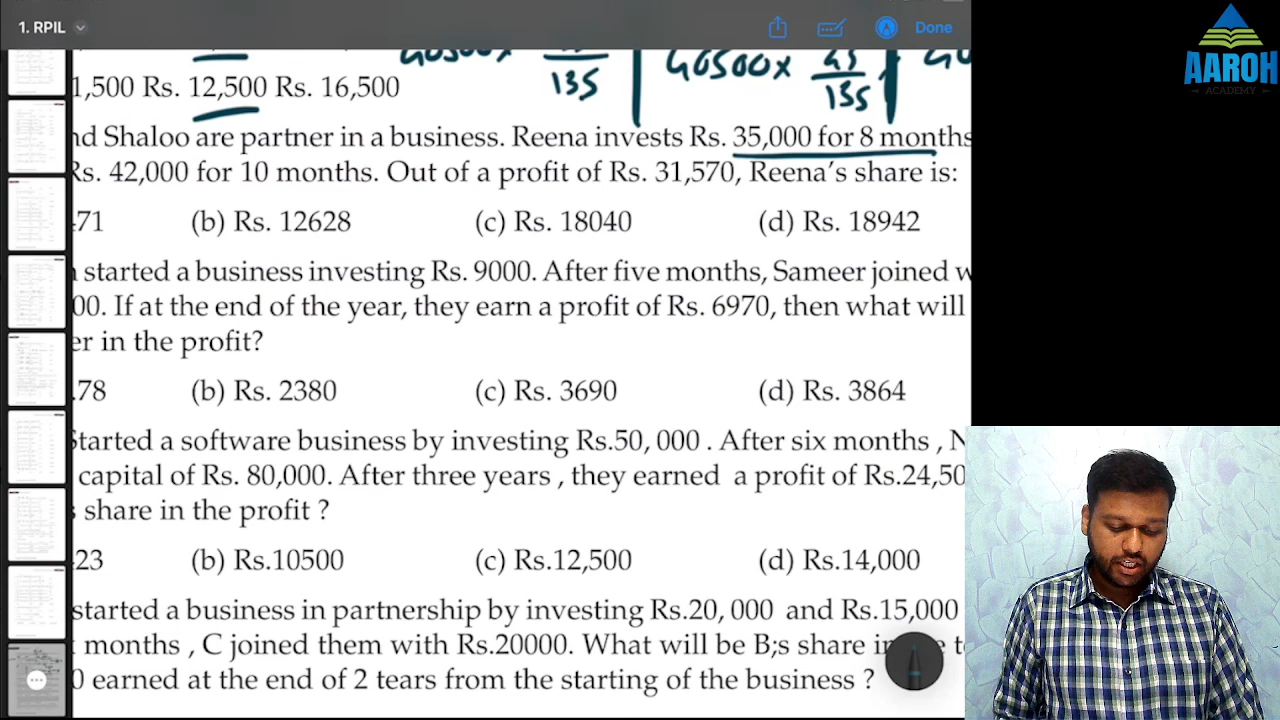 1. RPIL
Done
40500×
135
40500×
45
135
1,500 Rs. 12,500 Rs. 16,500
nd Shaloo are partner in a business. Reena invests Rs. 35,000 for 8 months
Rs. 42,000 for 10 months. Out of a profit of Rs. 31,570, Reena's share is:
471 (b) Rs. 12628 (c) Rs. 18040 (d) Rs. 18942
started a business investing Rs. 9000. After five months, Sameer joined w
00. If at the end of the year, they earn a profit of Rs. 6970, then what will
er in the profit?
.78 (b) Rs. 2380 (c) Rs. 3690 (d) Rs. 3864
Started a software business by investing Rs.50, 000 . After six months , N
capital of Rs. 80,000. After three years , they earned a profit of Rs.24,50
s share in the profit ?
423 (b) Rs.10500 (c) Rs.12,500 (d) Rs.14,000
started a business in partnership by investing Rs.20, 000 and Rs.15,000
months , C joined them with Rs.20000. What will be B;s share in
0 earned at the end of 2 tears from the starting of the business ?
AAROH
ACADEMY